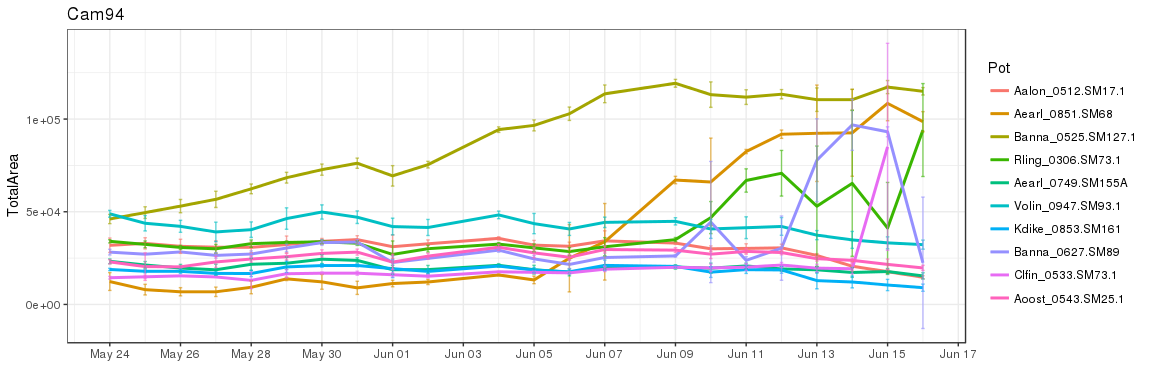 Cam94
TotalArea
1e+05
5e+04
0e+00
May 24 May 26 May 28 May 30 Jun 01 Jun 03 Jun 05 Jun 07 Jun 09 Jun 11 Jun 13 Jun 15 Jun 17
Pot
Aalon_0512.SM17.1
Aearl_0851.SM68
Banna_0525.SM127.1
Rling_0306.SM73.1
Aearl_0749.SM155A
Volin_0947.SM93.1
Kdike_0853.SM161
Banna_0627.SM89
Clfin_0533.SM73.1
Aoost_0543.SM25.1